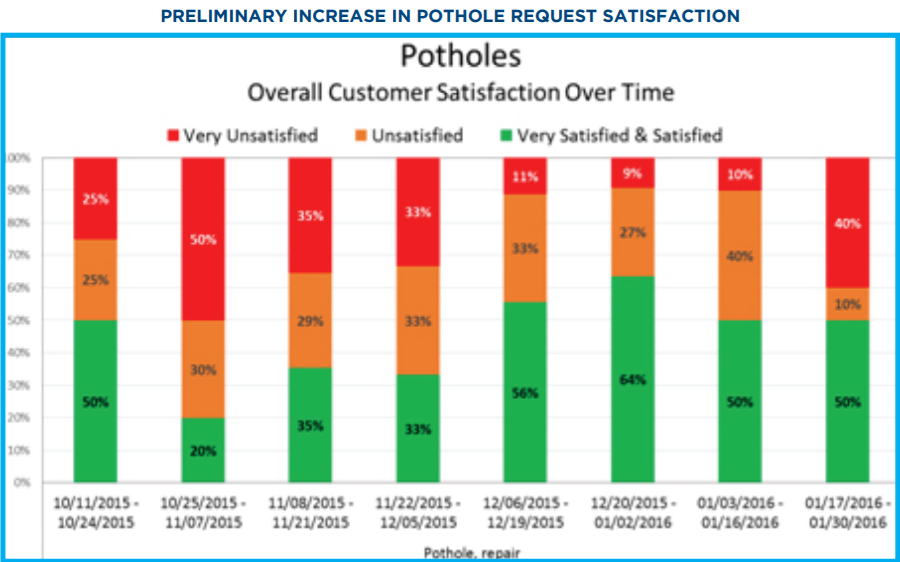 PRELIMINARY INCREASE IN POTHOLE REQUEST SATISFACTION
Potholes
Overall Customer Satisfaction Over Time
Very Unsatisfied Unsatisfied Very Satisfied & Satisfied
100%
90%
80%
70%
60%
50%
40%
30%
20%
10%
0%
25% 50% 35% 33% 11% 9% 10% 40%
25% 30% 29% 33% 33% 27% 40% 10%
50% 20% 35% 33% 56% 64% 50% 50%
10/11/2015 - 10/25/2015 - 11/08/2015 - 11/22/2015 - 12/06/2015 - 12/20/2015 - 01/03/2016 - 01/17/2016 -
10/24/2015 11/07/2015 11/21/2015 12/05/2015 12/19/2015 01/02/2016 01/16/2016 01/30/2016
Pothole, repair